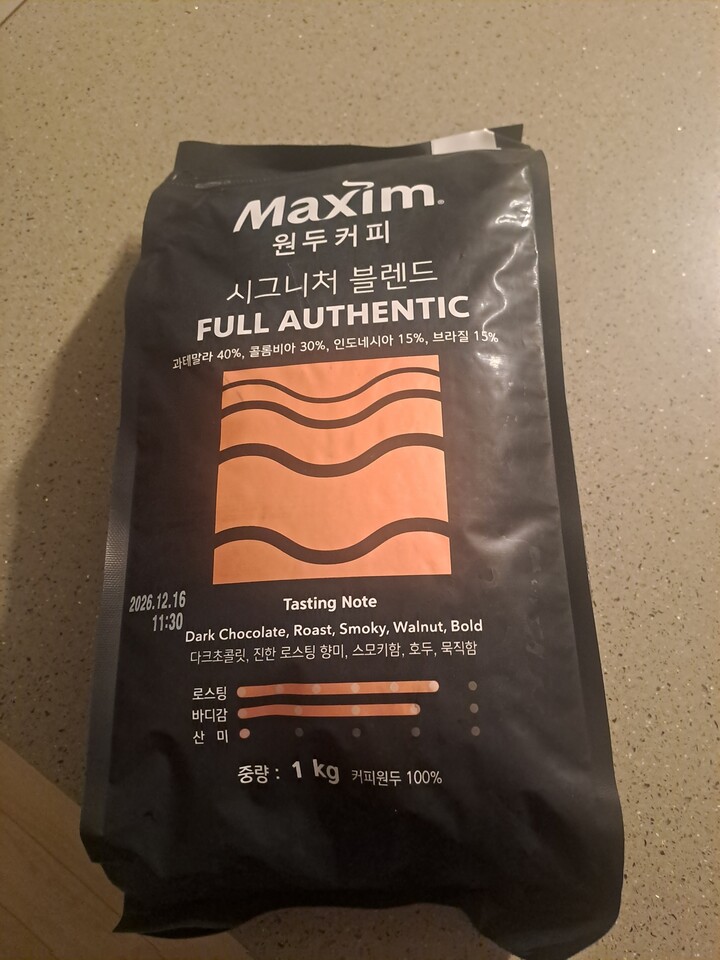 Maxim
원두커피
시그니처 블렌드
FULL AUTHENTIC
과테말라 40%, 콜롬비아 30%, 인도네시아 15%, 브라질 15%
2026.12.16
11:30
Tasting Note
Dark Chocolate, Roast, Smoky, Walnut, Bold
다크초콜릿, 진한 로스팅 향미, 스모키함, 호두, 묵직함
로스팅
바디감
산 미
중량 : 1 kg 커피원두 100%